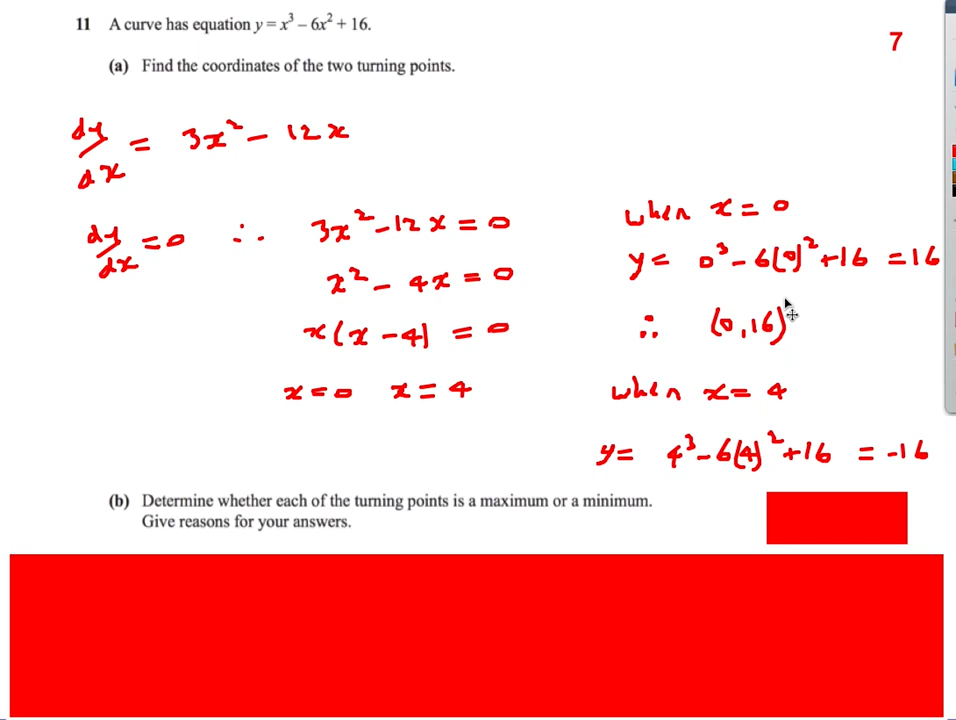 11 A curve has equation y = x³ – 6x² + 16.
7
(a) Find the coordinates of the two turning points.
dy/dx = 3x² − 12x
dy/dx = 0 ∴ 3x² − 12x = 0
x² − 4x = 0
x(x − 4) = 0
x = 0 x = 4
when x = 0
y = 0³ − 6(0)² + 16 = 16
∴ (0,16)
when x = 4
y = 4³ − 6(4)² + 16 = -16
(b) Determine whether each of the turning points is a maximum or a minimum.
Give reasons for your answers.